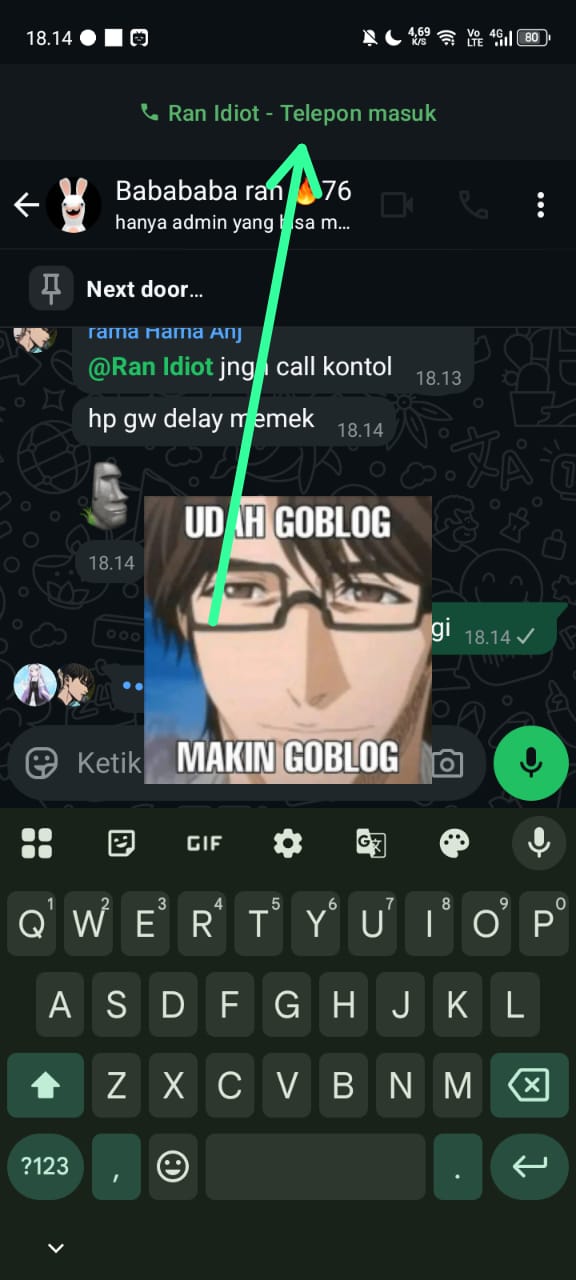 18.14
4,69 K/S
Vo LTE
4G
80
Ran Idiot - Telepon masuk
Babababa ran 🔥76
hanya admin yang bisa m...
Next door...
rama Hama Anj
@Ran Idiot jngn call kontol
18.13
hp gw delay memek
18.14
18.14
UDAH GOBLOG
gi
18.14
Ketik
MAKIN GOBLOG
GIF
Q1 W2 E3 R4 T5 Y6 U7 I8 O9 P0
A S D F G H J K L
Z X C V B N M
?123 , .